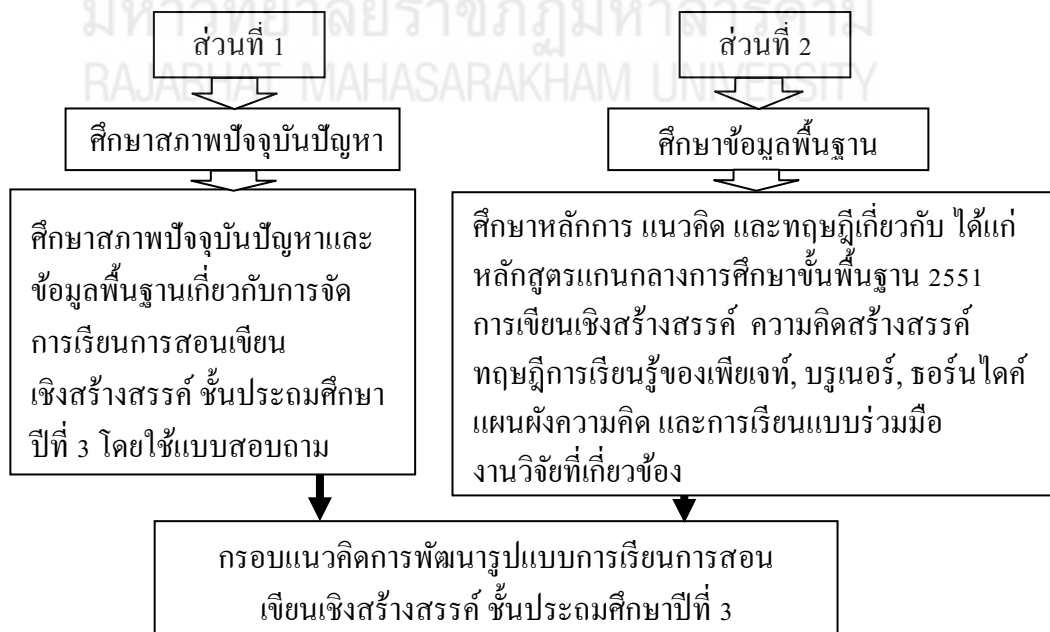 มหาวิทยาลัยราชภัฏมหาสารคาม
RAJABHAT MAHASARAKHAM UNIVERSITY
ส่วนที่ 1
ส่วนที่ 2
ศึกษาสภาพปัจจุบันปัญหา
ศึกษาข้อมูลพื้นฐาน
ศึกษาสภาพปัจจุบันปัญหาและ
ข้อมูลพื้นฐานเกี่ยวกับการจัด
การเรียนการสอนเขียน
เชิงสร้างสรรค์ ชั้นประถมศึกษา
ปีที่ 3 โดยใช้แบบสอบถาม
ศึกษาหลักการ แนวคิด และทฤษฎีเกี่ยวกับ ได้แก่
หลักสูตรแกนกลางการศึกษาขั้นพื้นฐาน 2551
การเขียนเชิงสร้างสรรค์ ความคิดสร้างสรรค์
ทฤษฎีการเรียนรู้ของเพียเจท์, บรูเนอร์, ธอร์นไดค์
แผนผังความคิด และการเรียนแบบร่วมมือ
งานวิจัยที่เกี่ยวข้อง
กรอบแนวคิดการพัฒนารูปแบบการเรียนการสอน
เขียนเชิงสร้างสรรค์ ชั้นประถมศึกษาปีที่ 3